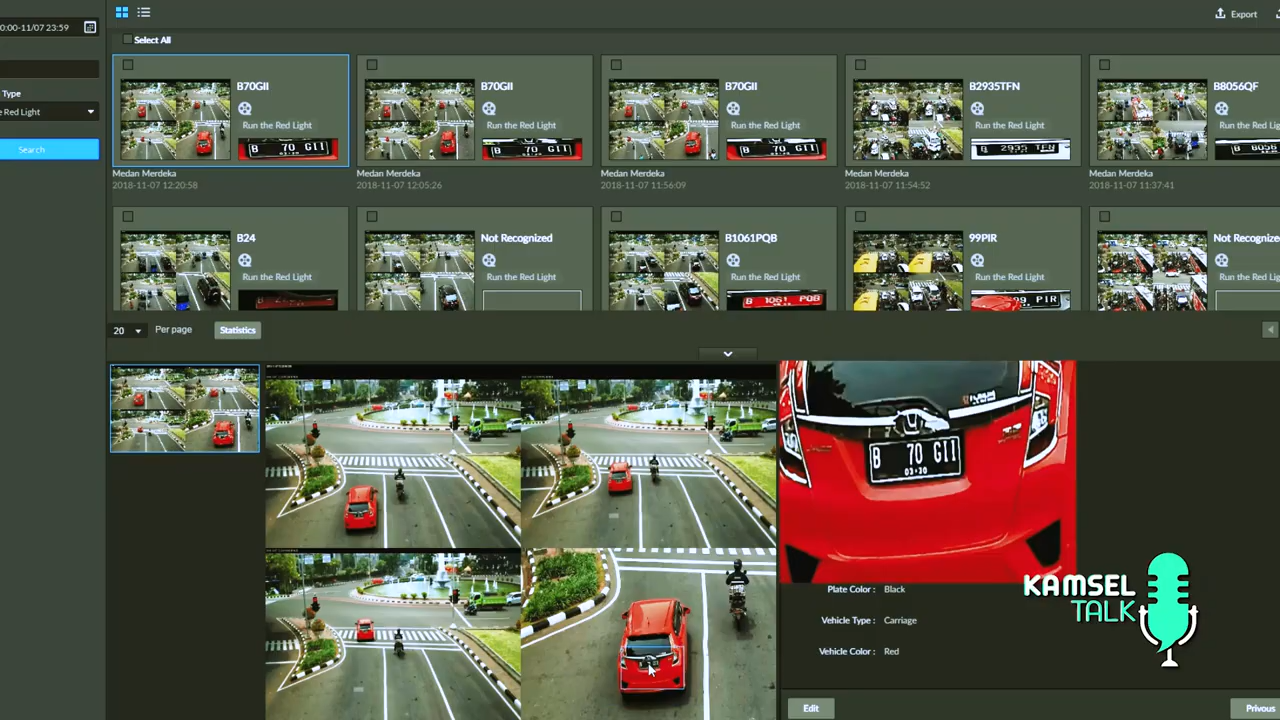 0:00-11/07 23:59
Export
Select All
Type
e Red Light
Search
B70GII
Run the Red Light
B 70 GII
Medan Merdeka
2018-11-07 12:20:58
B70GII
Run the Red Light
B 70 GII
Medan Merdeka
2018-11-07 12:05:26
B70GII
Run the Red Light
B 70 GII
Medan Merdeka
2018-11-07 11:56:09
B2935TFN
Run the Red Light
B 2935 TFN
Medan Merdeka
2018-11-07 11:54:52
B8056QF
Run the Red Light
B 8056
Medan Merdeka
2018-11-07 11:37:41
B24
Run the Red Light
Not Recognized
Run the Red Light
B1061PQB
Run the Red Light
B 1061 PQB
99PIR
Run the Red Light
99 PIR
Not Recognize
Run the Red Light
20
Per page
Statistics
B 70 GII
03·20
Plate Color : Black
Vehicle Type : Carriage
Vehicle Color : Red
KAMSEL
TALK
Edit
Privous